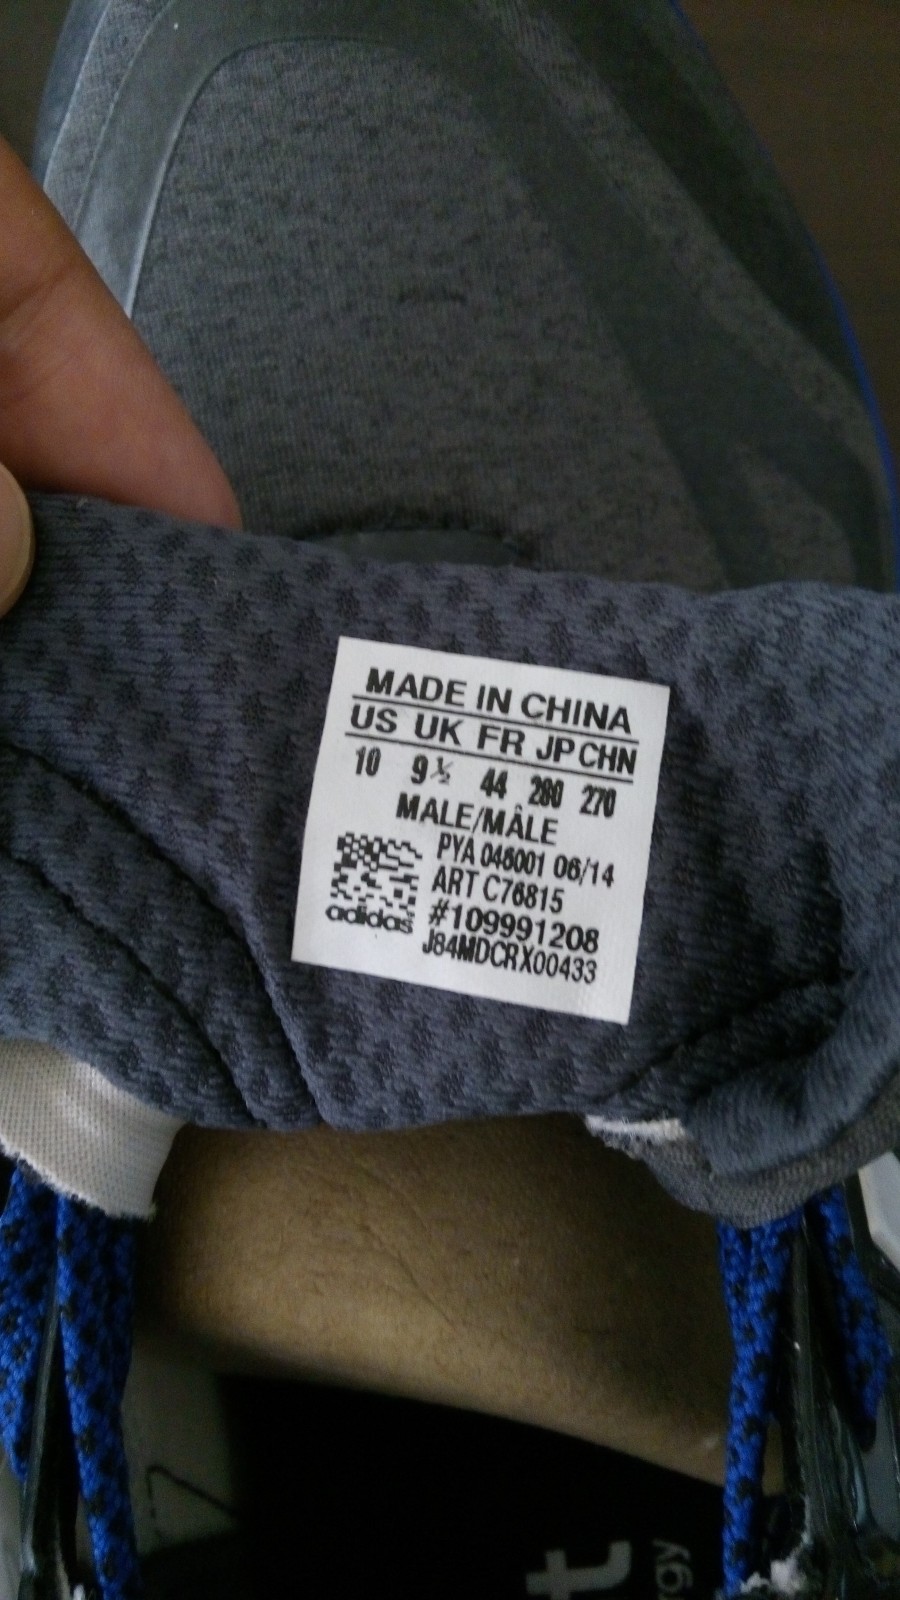 MADE IN CHINA
US UK FR JP CHN
10 9½ 44 280 270
MALE/MÂLE
PYA 046001 06/14
ART C76815
#109991208
J84MDCRX00433
adidas
t
rgy